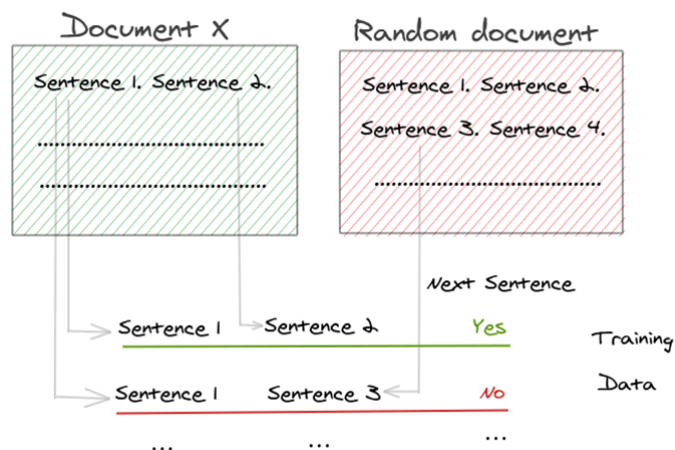 Document X
Random document
Sentence 1. Sentence 2.
Sentence 1. Sentence 2.
Sentence 3. Sentence 4.
Next Sentence
Sentence 1 Sentence 2 Yes
Training
Data
Sentence 1 Sentence 3 No
... ... ...